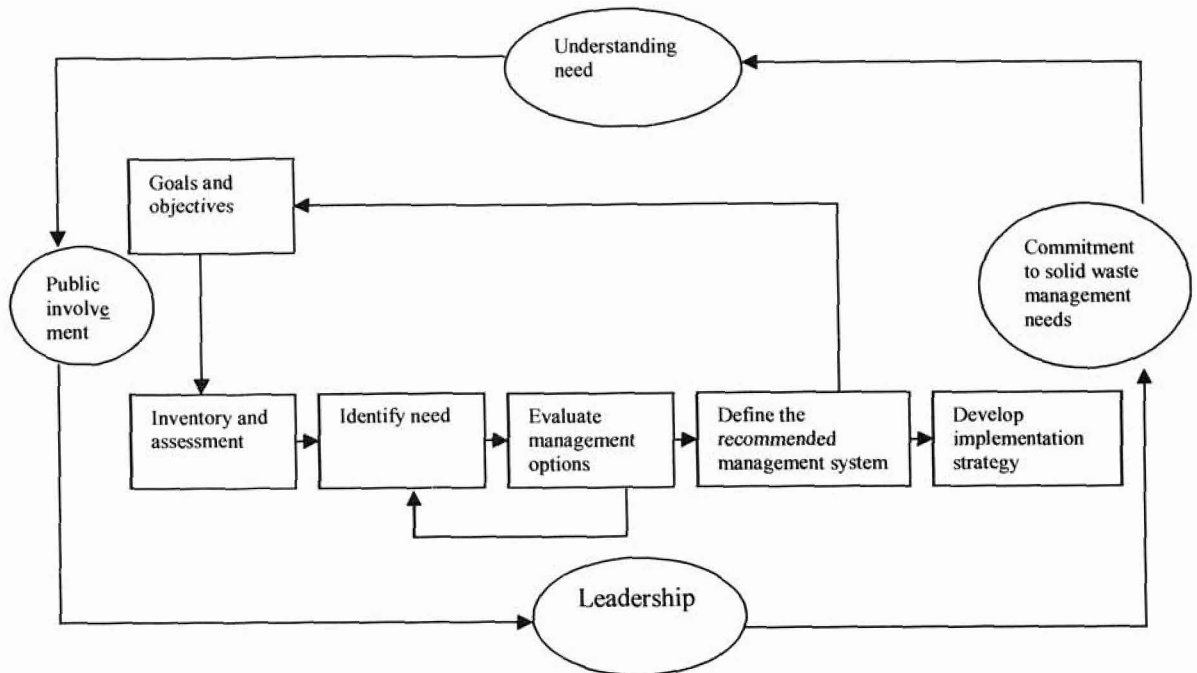 Understanding
need
Goals and
objectives
Public
involve
ment
Commitment
to solid waste
management
needs
Inventory and
assessment
Identify need
Evaluate
management
options
Define the
recommended
management system
Develop
implementation
strategy
Leadership